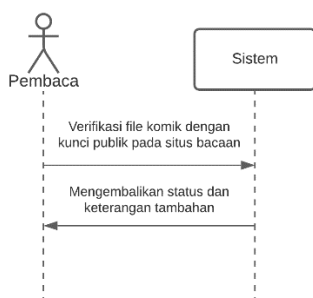 Pembaca
Sistem
Verifikasi file komik dengan
kunci publik pada situs bacaan
Mengembalikan status dan
keterangan tambahan